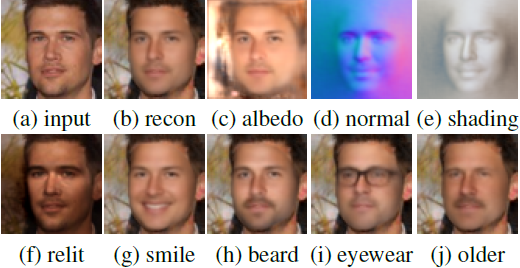 (a) input (b) recon (c) albedo (d) normal (e) shading
(f) relit (g) smile (h) beard (i) eyewear (j) older